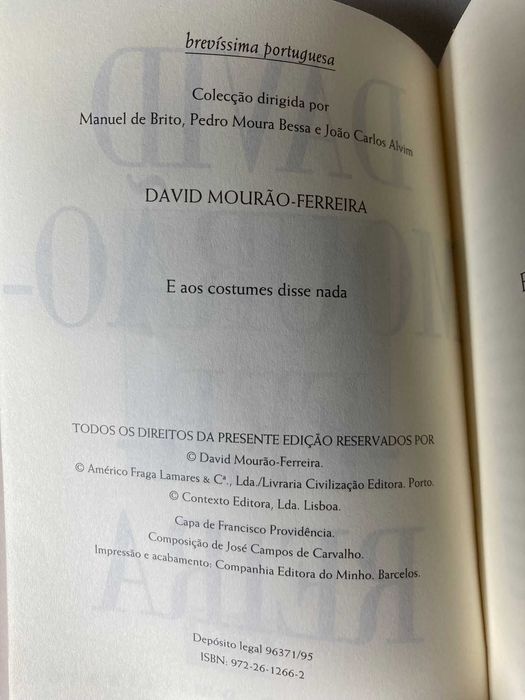 brevíssima portuguesa
Colecção dirigida por
Manuel de Brito, Pedro Moura Bessa e João Carlos Alvim
DAVID MOURÃO-FERREIRA
E aos costumes disse nada
TODOS OS DIREITOS DA PRESENTE EDIÇÃO RESERVADOS POR
© David Mourão-Ferreira.
© Américo Fraga Lamares & Cª., Lda./Livraria Civilização Editora. Porto.
© Contexto Editora, Lda. Lisboa.
Capa de Francisco Providência.
Composição de José Campos de Carvalho.
Impressão e acabamento: Companhia Editora do Minho. Barcelos.
Depósito legal 96371/95
ISBN: 972-26-1266-2